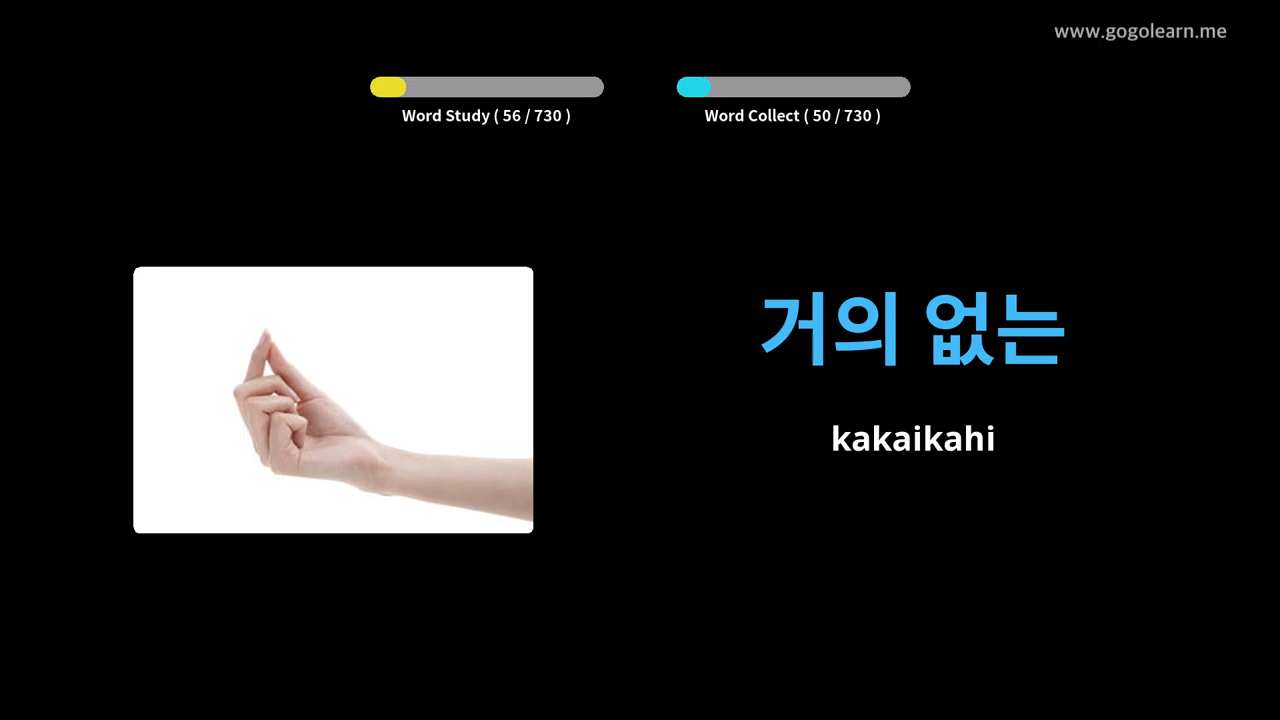 www.gogolearn.me
Word Study ( 56 / 730 )
Word Collect ( 50 / 730 )
거의 없는
kakaikahi